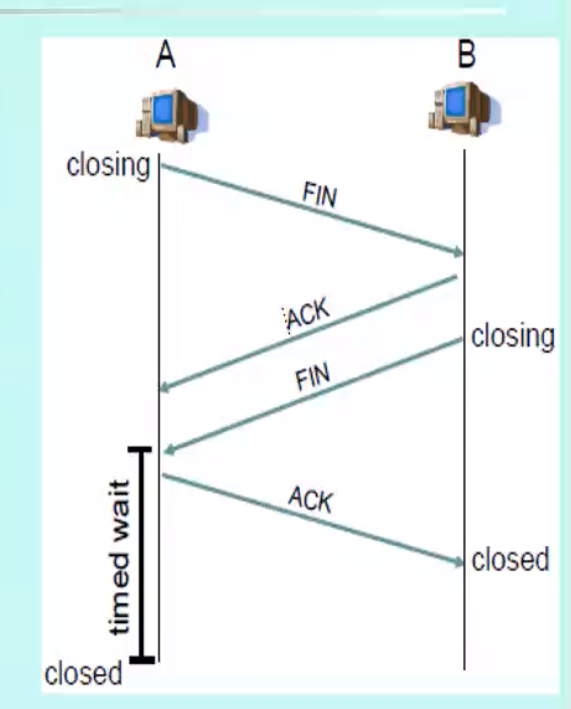 A
B
closing
FIN
ACK
closing
FIN
timed wait
ACK
closed
closed